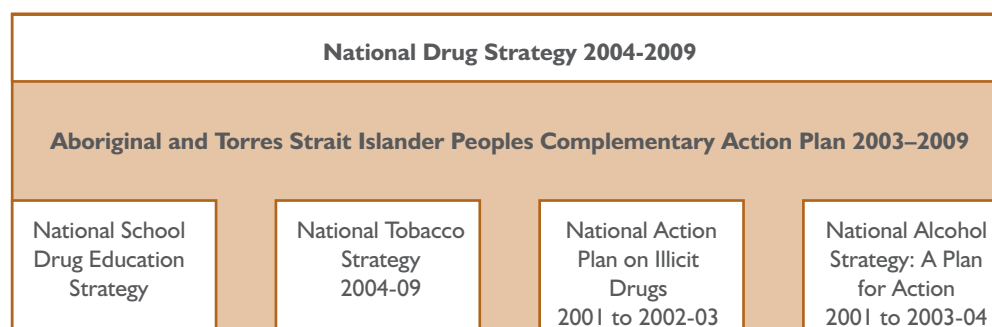 National Drug Strategy 2004-2009
Aboriginal and Torres Strait Islander Peoples Complementary Action Plan 2003–2009
National School
Drug Education
Strategy
National Tobacco
Strategy
2004-09
National Action
Plan on Illicit
Drugs
2001 to 2002-03
National Alcohol
Strategy: A Plan
for Action
2001 to 2003-04